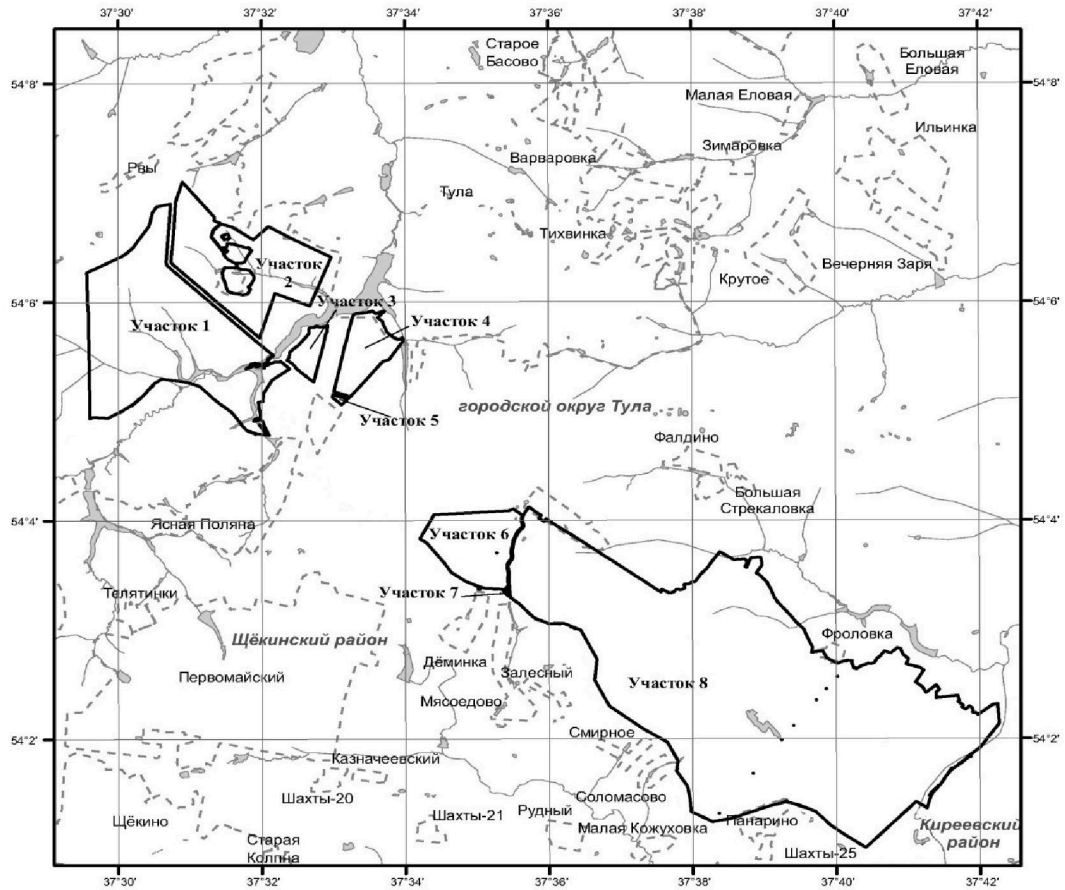 37°30' 37°32' 37°34' 37°36' 37°38' 37°40' 37°42'
Старое
Басово
Большая
Еловая
54°8' 54°8'
Малая Еловая
Ильинка
Зимаровка
Варваровка
Рвы
Тула
Тихвинка
Участок
2
Вечерняя Заря
Крутое
54°6' 54°6'
Участок 3
Участок 1
Участок 4
городской округ Тула
Участок 5
Фалдино
Большая
Стрекаловка
54°4' 54°4'
Ясная Поляна
Участок 6
Телятинки
Участок 7
Щёкинский район
Фроловка
Дёминка
Залесный
Первомайский
Участок 8
Мясоедово
Смирное
54°2' 54°2'
Казначеевский
Шахты-20
Соломасово
Рудный
Шахты-21
Щёкино
Малая Кожуховка
Панарино
Киреевский
район
Старая
Колпна
Шахты-25
37°30' 37°32' 37°34' 37°36' 37°38' 37°40' 37°42'